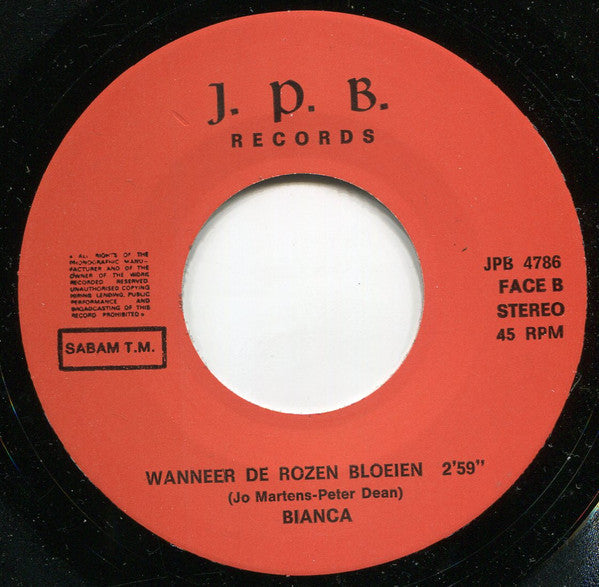 J. P. B.
RECORDS
« ALL RIGHTS OF THE
PHONOGRAPHIC MANU-
FACTURER AND OF THE
OWNER OF THE WORK
RECORDED RESERVED
UNAUTHORISED COPYING
HIRING LENDING, PUBLIC
PERFORMANCE AND
BROADCASTING OF THIS
RECORD PROHIBITED »
SABAM T.M.
JPB 4786
FACE B
STEREO
45 RPM
WANNEER DE ROZEN BLOEIEN 2'59"
(Jo Martens-Peter Dean)
BIANCA